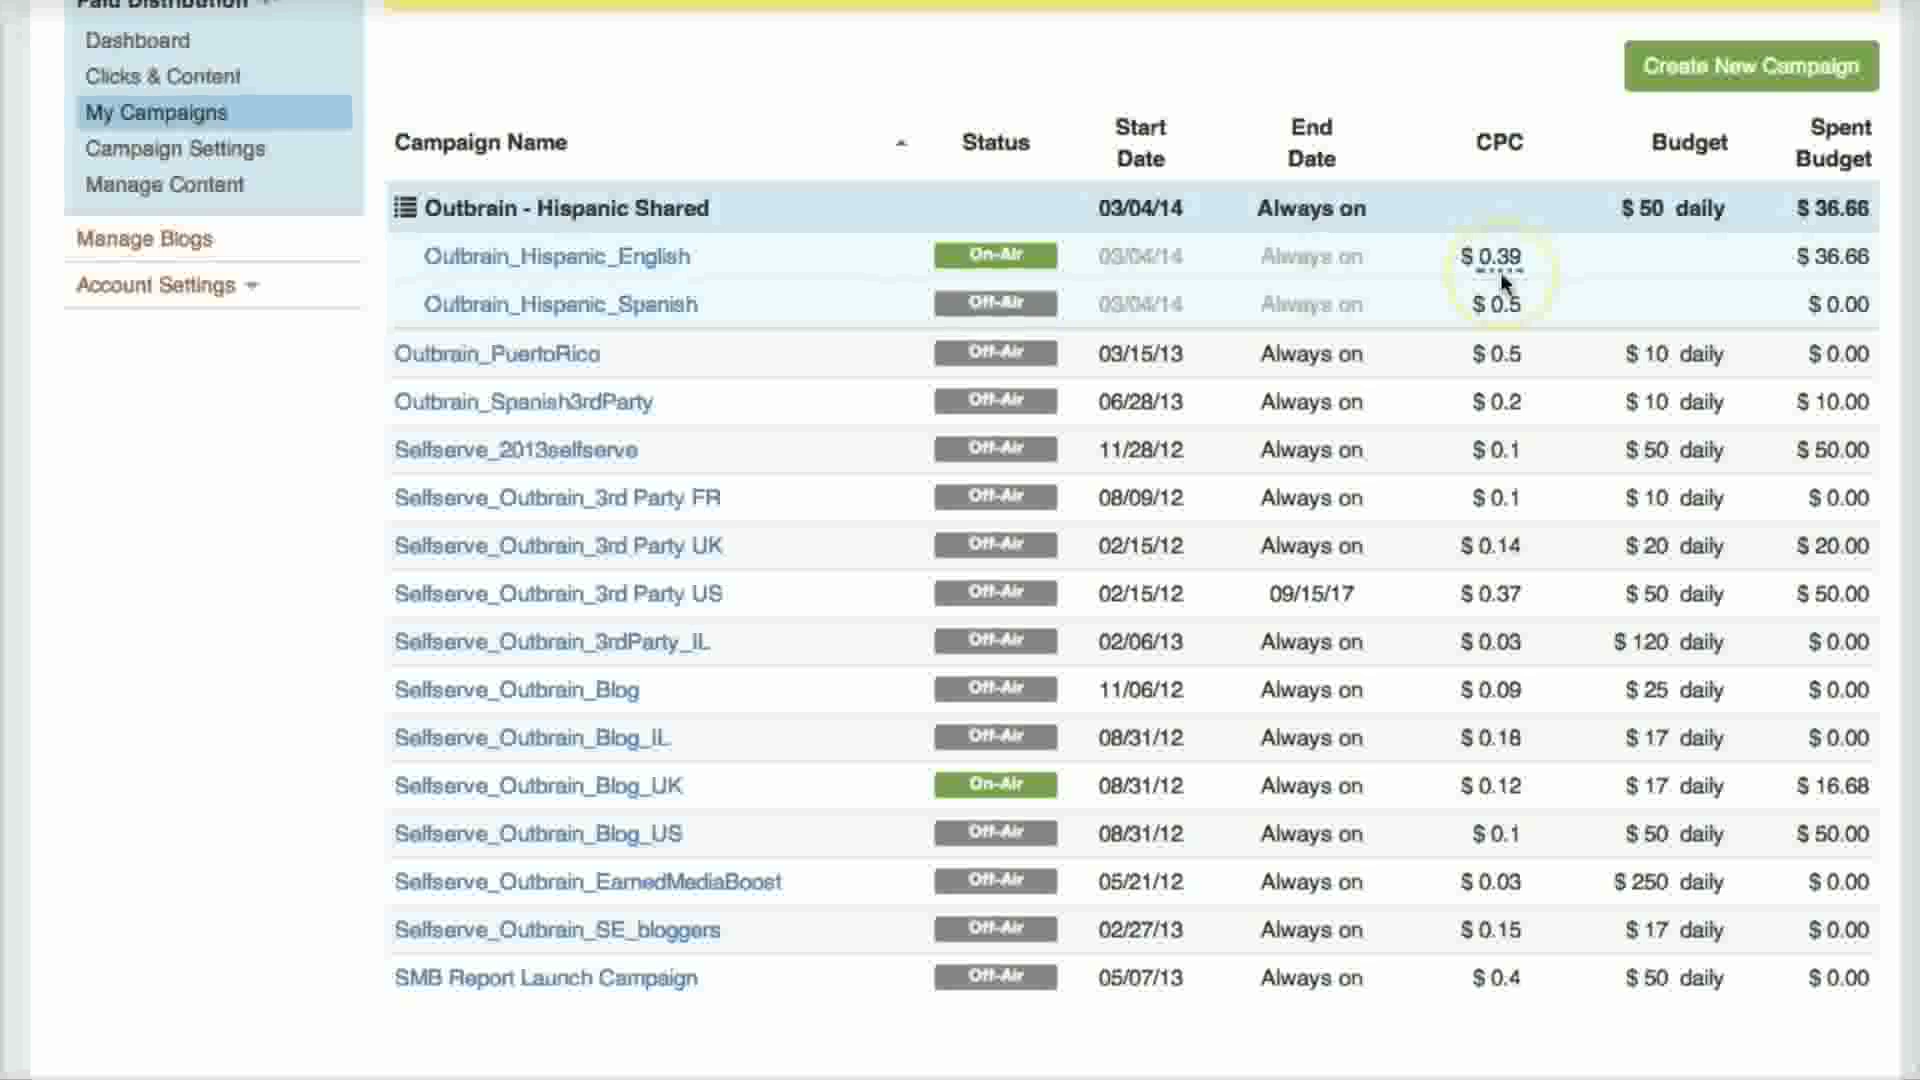 Paid Distribution
Dashboard
Clicks & Content
My Campaigns
Campaign Settings
Manage Content
Manage Blogs
Account Settings
Create New Campaign
Campaign Name Status Start Date End Date CPC Budget Spent Budget
Outbrain - Hispanic Shared 03/04/14 Always on $ 50 daily $ 36.66
Outbrain_Hispanic_English On-Air 03/04/14 Always on $ 0.39 $ 36.66
Outbrain_Hispanic_Spanish Off-Air 03/04/14 Always on $ 0.5 $ 0.00
Outbrain_PuertoRico Off-Air 03/15/13 Always on $ 0.5 $ 10 daily $ 0.00
Outbrain_Spanish3rdParty Off-Air 06/28/13 Always on $ 0.2 $ 10 daily $ 10.00
Selfserve_2013selfserve Off-Air 11/28/12 Always on $ 0.1 $ 50 daily $ 50.00
Selfserve_Outbrain_3rd Party FR Off-Air 08/09/12 Always on $ 0.1 $ 10 daily $ 0.00
Selfserve_Outbrain_3rd Party UK Off-Air 02/15/12 Always on $ 0.14 $ 20 daily $ 20.00
Selfserve_Outbrain_3rd Party US Off-Air 02/15/12 09/15/17 $ 0.37 $ 50 daily $ 50.00
Selfserve_Outbrain_3rdParty_IL Off-Air 02/06/13 Always on $ 0.03 $ 120 daily $ 0.00
Selfserve_Outbrain_Blog Off-Air 11/06/12 Always on $ 0.09 $ 25 daily $ 0.00
Selfserve_Outbrain_Blog_IL Off-Air 08/31/12 Always on $ 0.18 $ 17 daily $ 0.00
Selfserve_Outbrain_Blog_UK On-Air 08/31/12 Always on $ 0.12 $ 17 daily $ 16.68
Selfserve_Outbrain_Blog_US Off-Air 08/31/12 Always on $ 0.1 $ 50 daily $ 50.00
Selfserve_Outbrain_EarnedMediaBoost Off-Air 05/21/12 Always on $ 0.03 $ 250 daily $ 0.00
Selfserve_Outbrain_SE_bloggers Off-Air 02/27/13 Always on $ 0.15 $ 17 daily $ 0.00
SMB Report Launch Campaign Off-Air 05/07/13 Always on $ 0.4 $ 50 daily $ 0.00